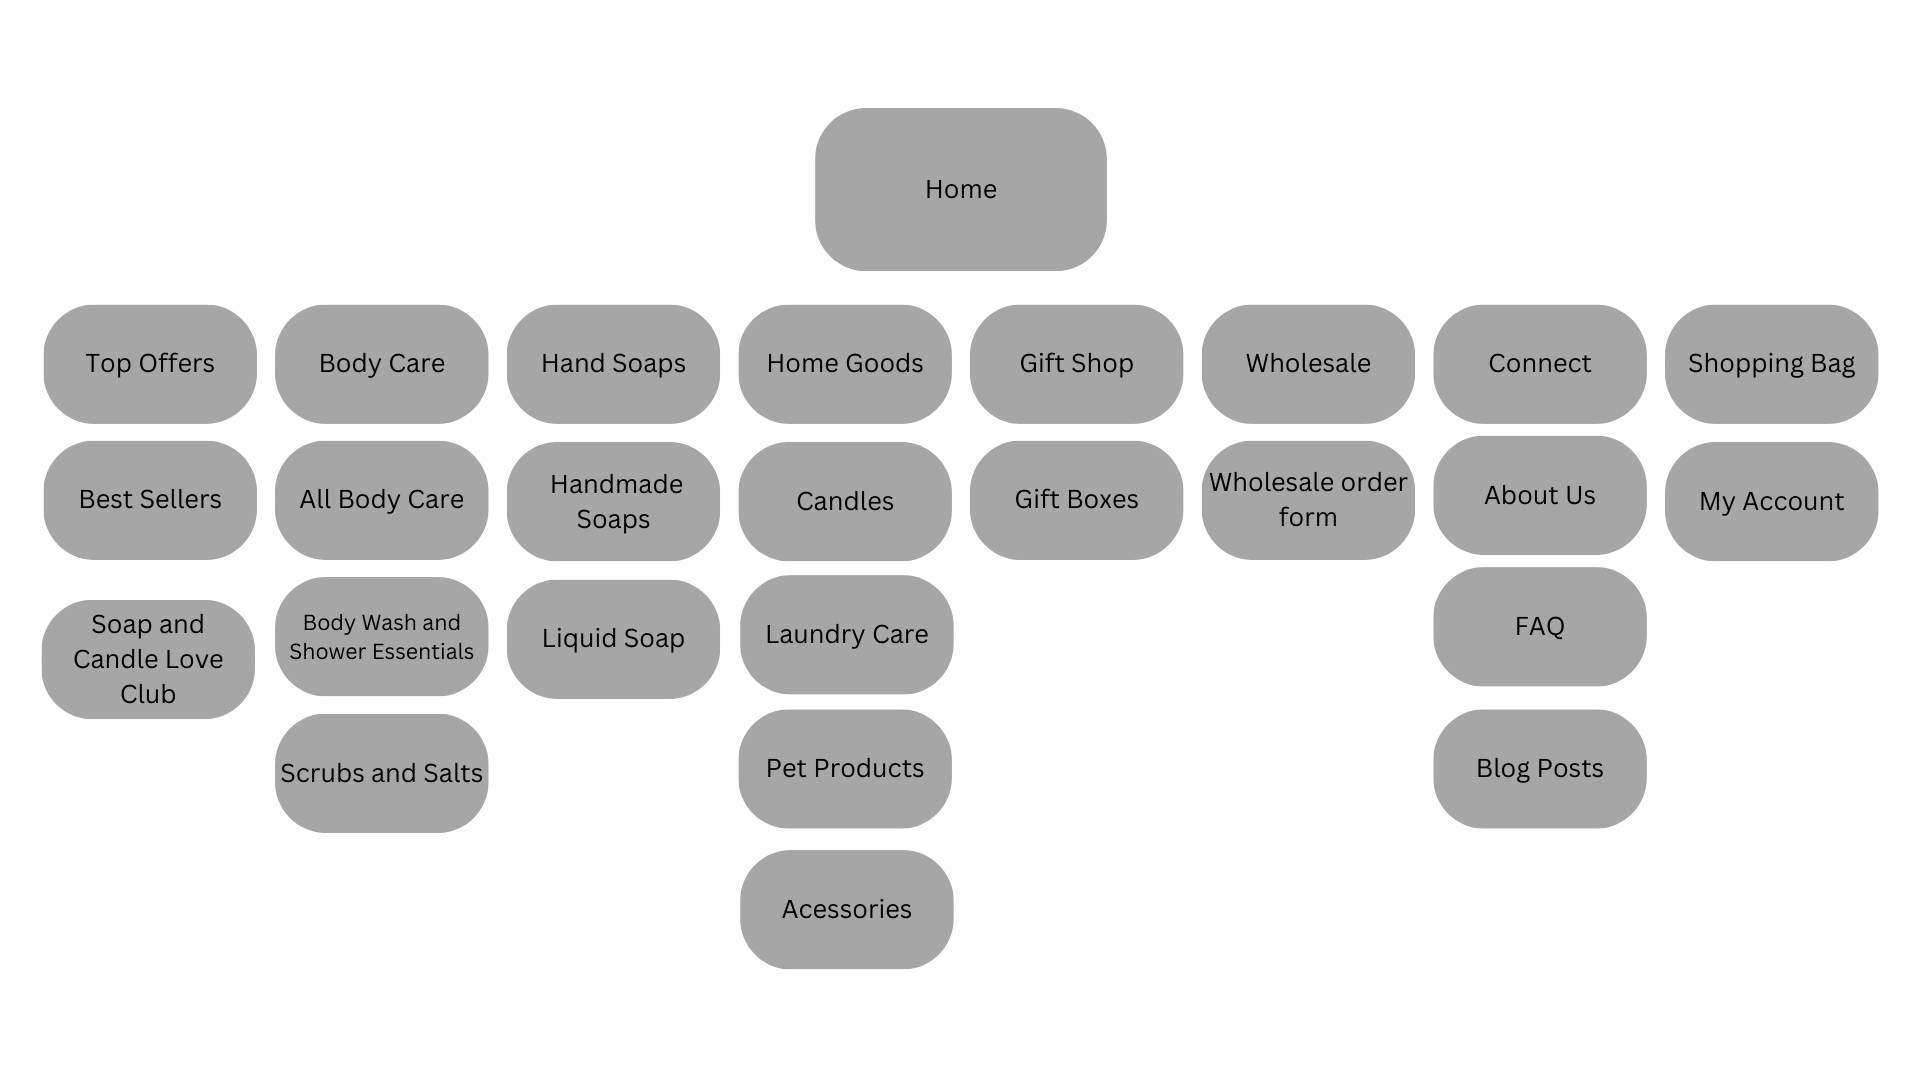 Home
Top Offers
Body Care
Hand Soaps
Home Goods
Gift Shop
Wholesale
Connect
Shopping Bag
Best Sellers
All Body Care
Handmade
Soaps
Candles
Gift Boxes
Wholesale order
form
About Us
My Account
Soap and
Candle Love
Club
Body Wash and
Shower Essentials
Liquid Soap
Laundry Care
FAQ
Scrubs and Salts
Pet Products
Blog Posts
Acessories